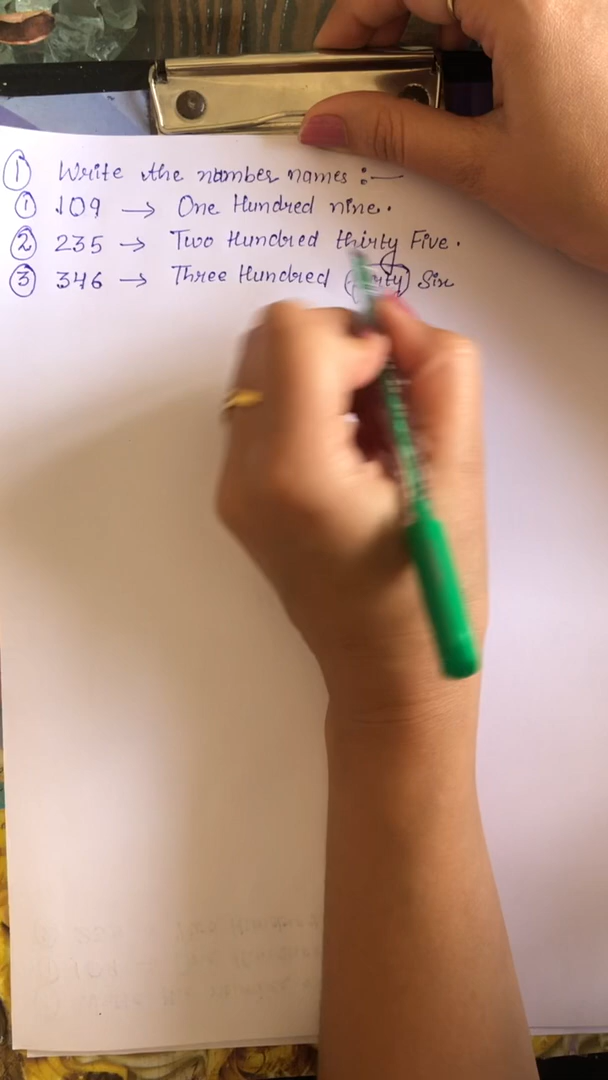 ① Write the number names :—
① 109 → One Hundred nine.
② 235 → Two Hundred thirty Five.
③ 346 → Three Hundred Six